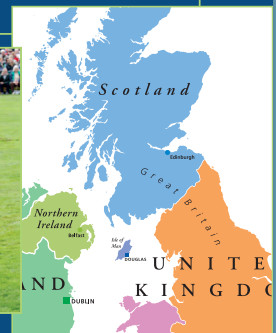 Scotland
Edinburgh
Great Britain
Northern
Ireland
Belfast
Isle of
Man
DOUGLAS
UNITE
KINGDO
AND
DUBLIN